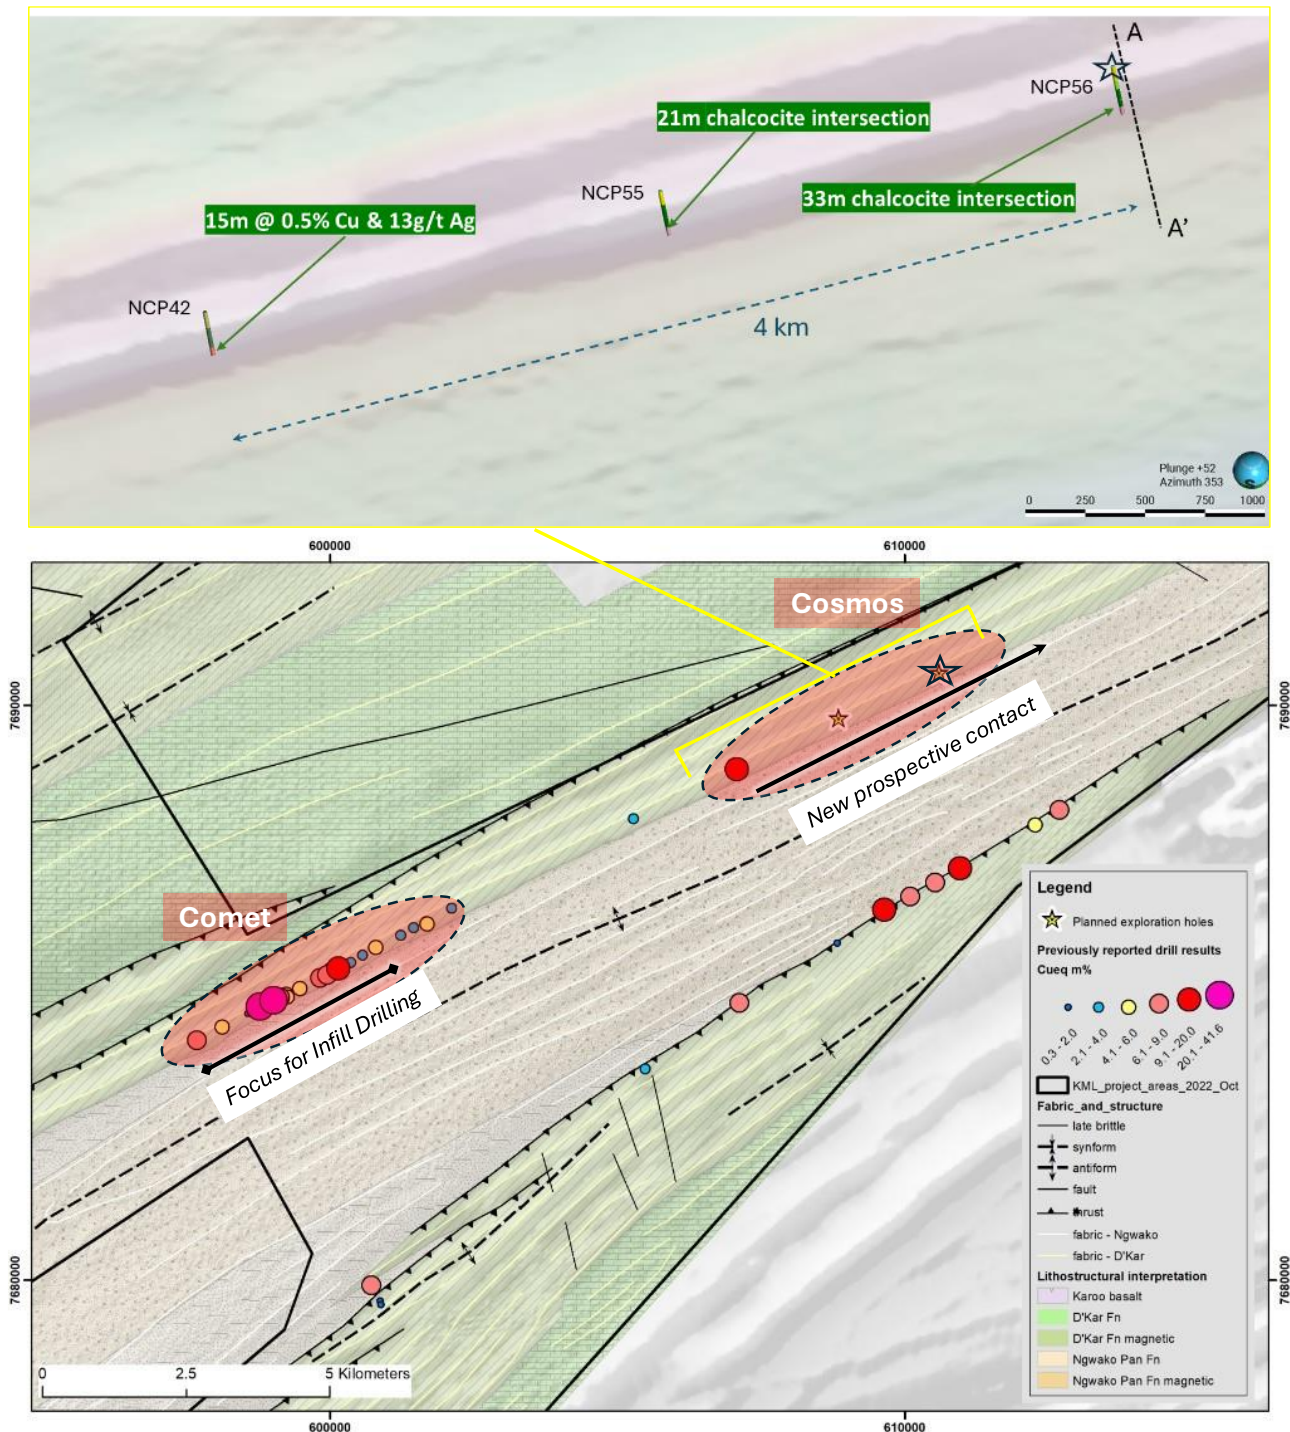 A
NCP56
21m chalcocite intersection
NCP55
33m chalcocite intersection
15m @ 0.5% Cu & 13g/t Ag
A'
NCP42
4 km
Plunge +52
Azimuth 353
S
0 250 500 750 1000
600000 610000
Cosmos
7690000 7690000
New prospective contact
Comet
Focus for Infill Drilling
Legend
Planned exploration holes
Previously reported drill results
Cueq m%
0.3 - 2.0
2.1 - 4.0
4.1 - 6.0
6.1 - 9.0
9.1 - 20.0
20.1 - 41.6
KML_project_areas_2022_Oct
Fabric_and_structure
late brittle
synform
antiform
fault
thrust
fabric - Ngwako
fabric - D'Kar
Lithostructural interpretation
Karoo basalt
D'Kar Fn
D'Kar Fn magnetic
Ngwako Pan Fn
Ngwako Pan Fn magnetic
7680000 7680000
0 2.5 5 Kilometers
600000 610000